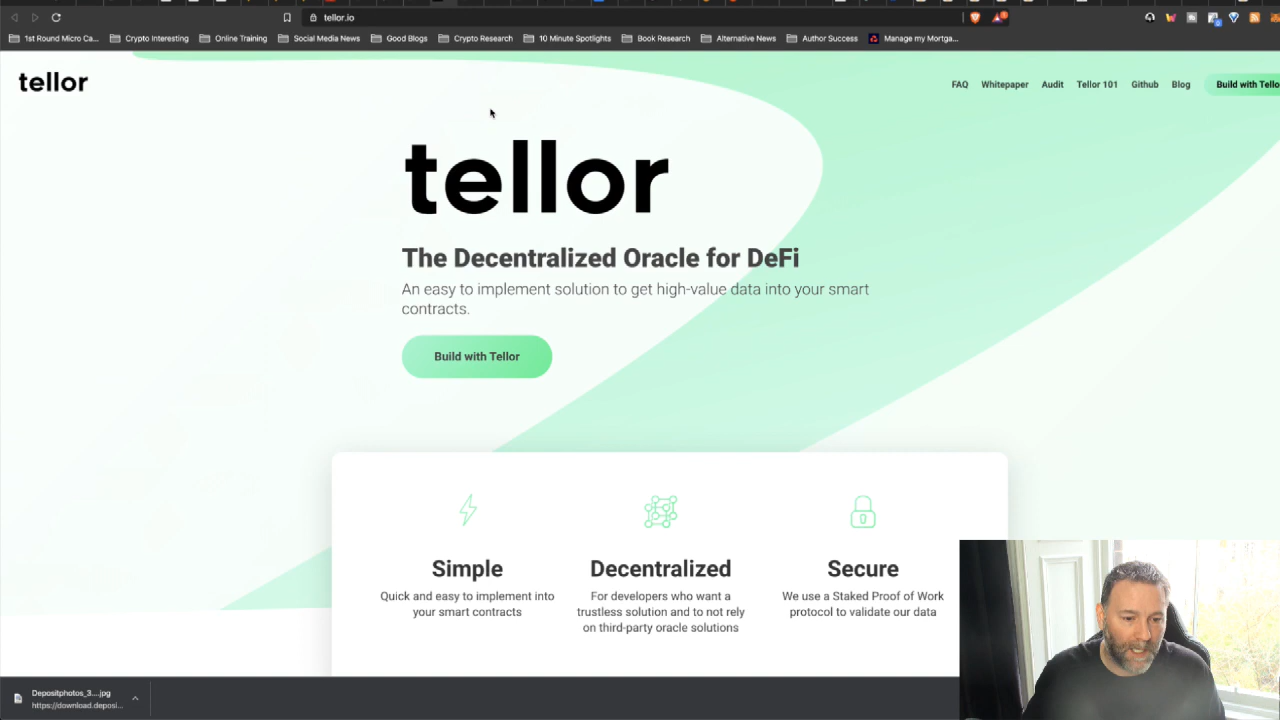 tellor.io
1st Round Micro Ca...
Crypto Interesting
Online Training
Social Media News
Good Blogs
Crypto Research
10 Minute Spotlights
Book Research
Alternative News
Author Success
Manage my Mortga...
tellor
FAQ
Whitepaper
Audit
Tellor 101
Github
Blog
Build with Tello
tellor
The Decentralized Oracle for DeFi
An easy to implement solution to get high-value data into your smart
contracts.
Build with Tellor
Simple
Quick and easy to implement into
your smart contracts
Decentralized
For developers who want a
trustless solution and to not rely
on third-party oracle solutions
Secure
We use a Staked Proof of Work
protocol to validate our data
Depositphotos_3....jpg
https://download.deposi...